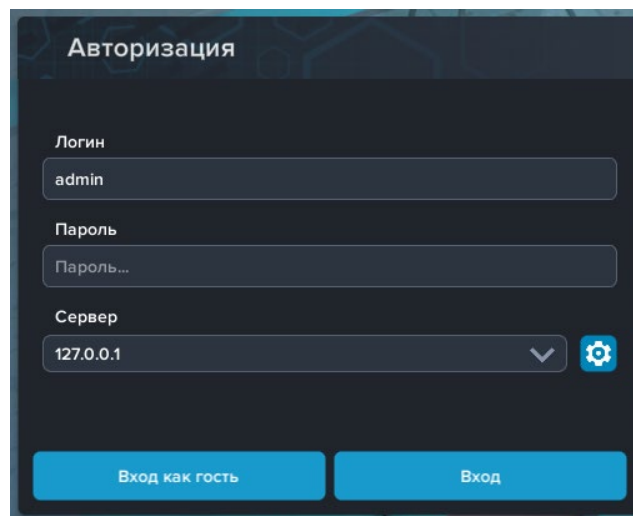 Авторизация
Логин
admin
Пароль
Пароль...
Сервер
127.0.0.1
Вход как гость
Вход